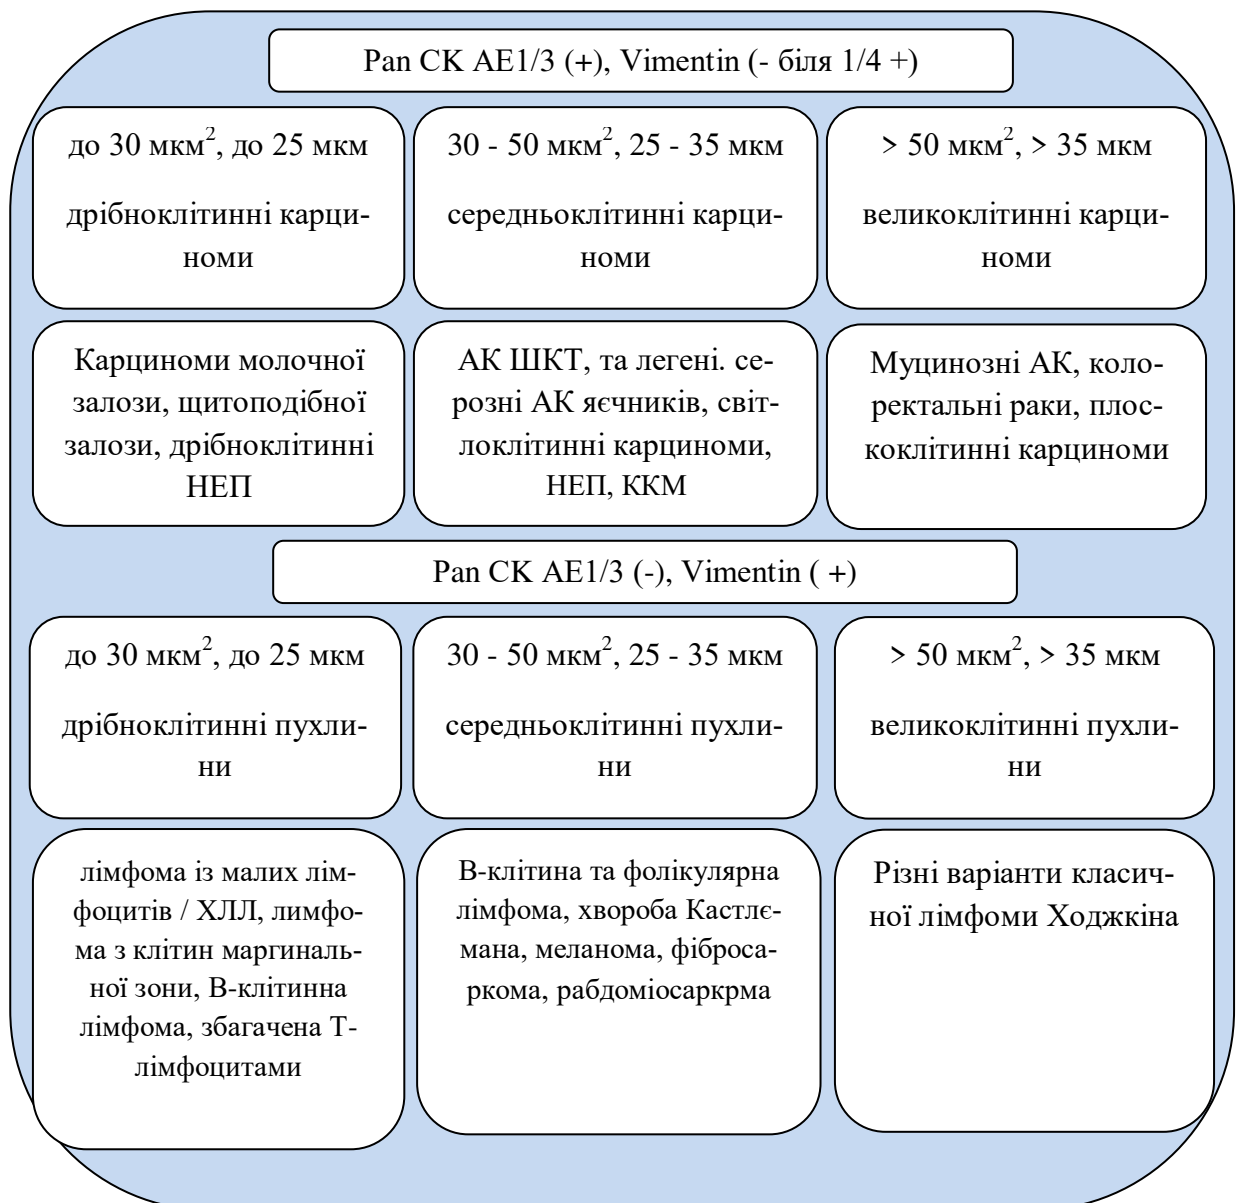 Pan CK AE1/3 (+), Vimentin (- біля 1/4 +)
до 30 мкм², до 25 мкм
дрібноклітинні карци-
номи
30 - 50 мкм², 25 - 35 мкм
середньоклітинні карци-
номи
> 50 мкм², > 35 мкм
великоклітинні карци-
номи
Карциноми молочної
залози, щитоподібної
залози, дрібноклітинні
НЕП
АК ШКТ, та легені. се-
розні АК яєчників, світ-
локлітинні карциноми,
НЕП, ККМ
Муцинозні АК, коло-
ректальні раки, плос-
коклітинні карциноми
Pan CK AE1/3 (-), Vimentin ( +)
до 30 мкм², до 25 мкм
дрібноклітинні пухли-
ни
30 - 50 мкм², 25 - 35 мкм
середньоклітинні пухли-
ни
> 50 мкм², > 35 мкм
великоклітинні пухли-
ни
лімфома із малих лім-
фоцитів / ХЛЛ, лимфо-
ма з клітин маргиналь-
ної зони, В-клітинна
лімфома, збагачена Т-
лімфоцитами
В-клітина та фолікулярна
лімфома, хвороба Кастлє-
мана, меланома, фіброса-
ркома, рабдоміосаркрма
Різні варіанти класич-
ної лімфоми Ходжкіна